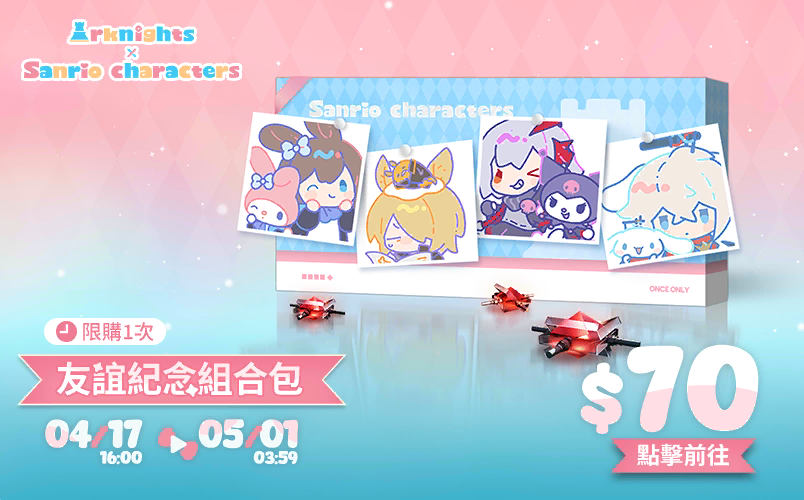 Arknights
×
Sanrio characters
Sanrio characters
ONCE ONLY
限購1次
友誼紀念組合包
04/17 ▶ 05/01
16:00 03:59
$70
點擊前往